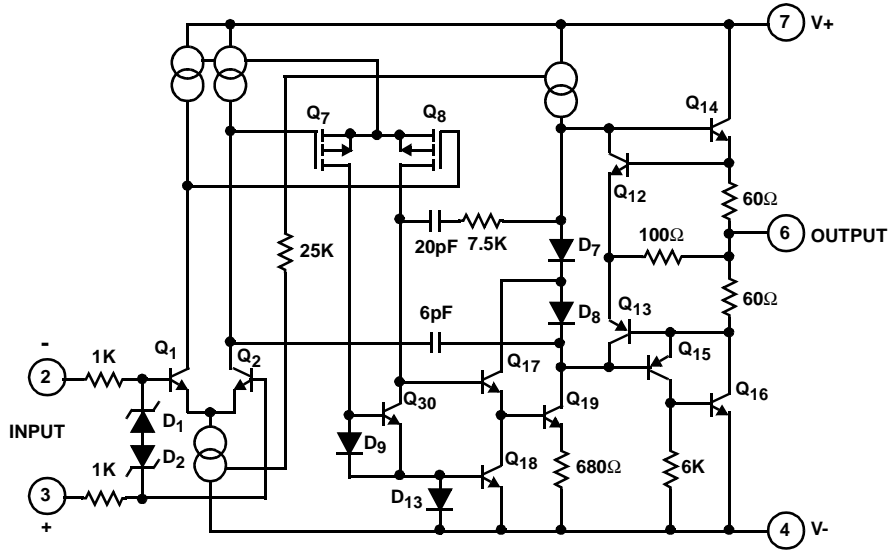 7 V+
Q14
Q7
Q8
Q12
60Ω
100Ω
6 OUTPUT
25K
20pF
7.5K
D7
60Ω
D8
Q13
6pF
Q15
-
Q1
Q2
Q17
2
1K
Q16
Q30
Q19
INPUT
D1
D9
D2
Q18
680Ω
6K
1K
3
D13
+
4 V-